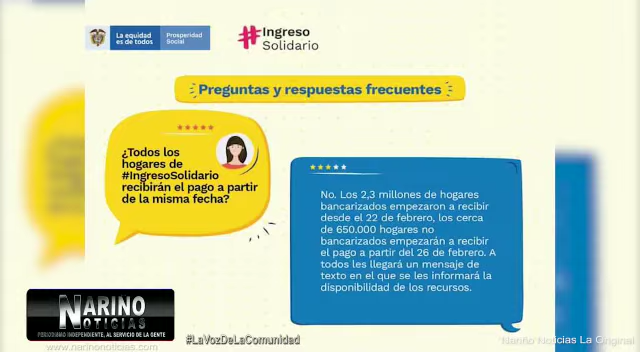 La equidad
es de todos
Prosperidad
Social
#Ingreso
Solidario
Preguntas y respuestas frecuentes
¿Todos los
hogares de
#IngresoSolidario
recibirán el pago a partir
de la misma fecha?
No. Los 2,3 millones de hogares
bancarizados empezaron a recibir
desde el 22 de febrero, los cerca
de 650.000 hogares no
bancarizados empezarán a recibir
el pago a partir del 26 de febrero. A
todos les llegará un mensaje de
texto en el que se les informará la
disponibilidad de los recursos.
NARIÑO
NOTICIAS
PERIODISMO INDEPENDIENTE, AL SERVICIO DE LA GENTE
www.narinonoticias.com
#LaVozDeLaComunidad
Nariño Noticias La Original